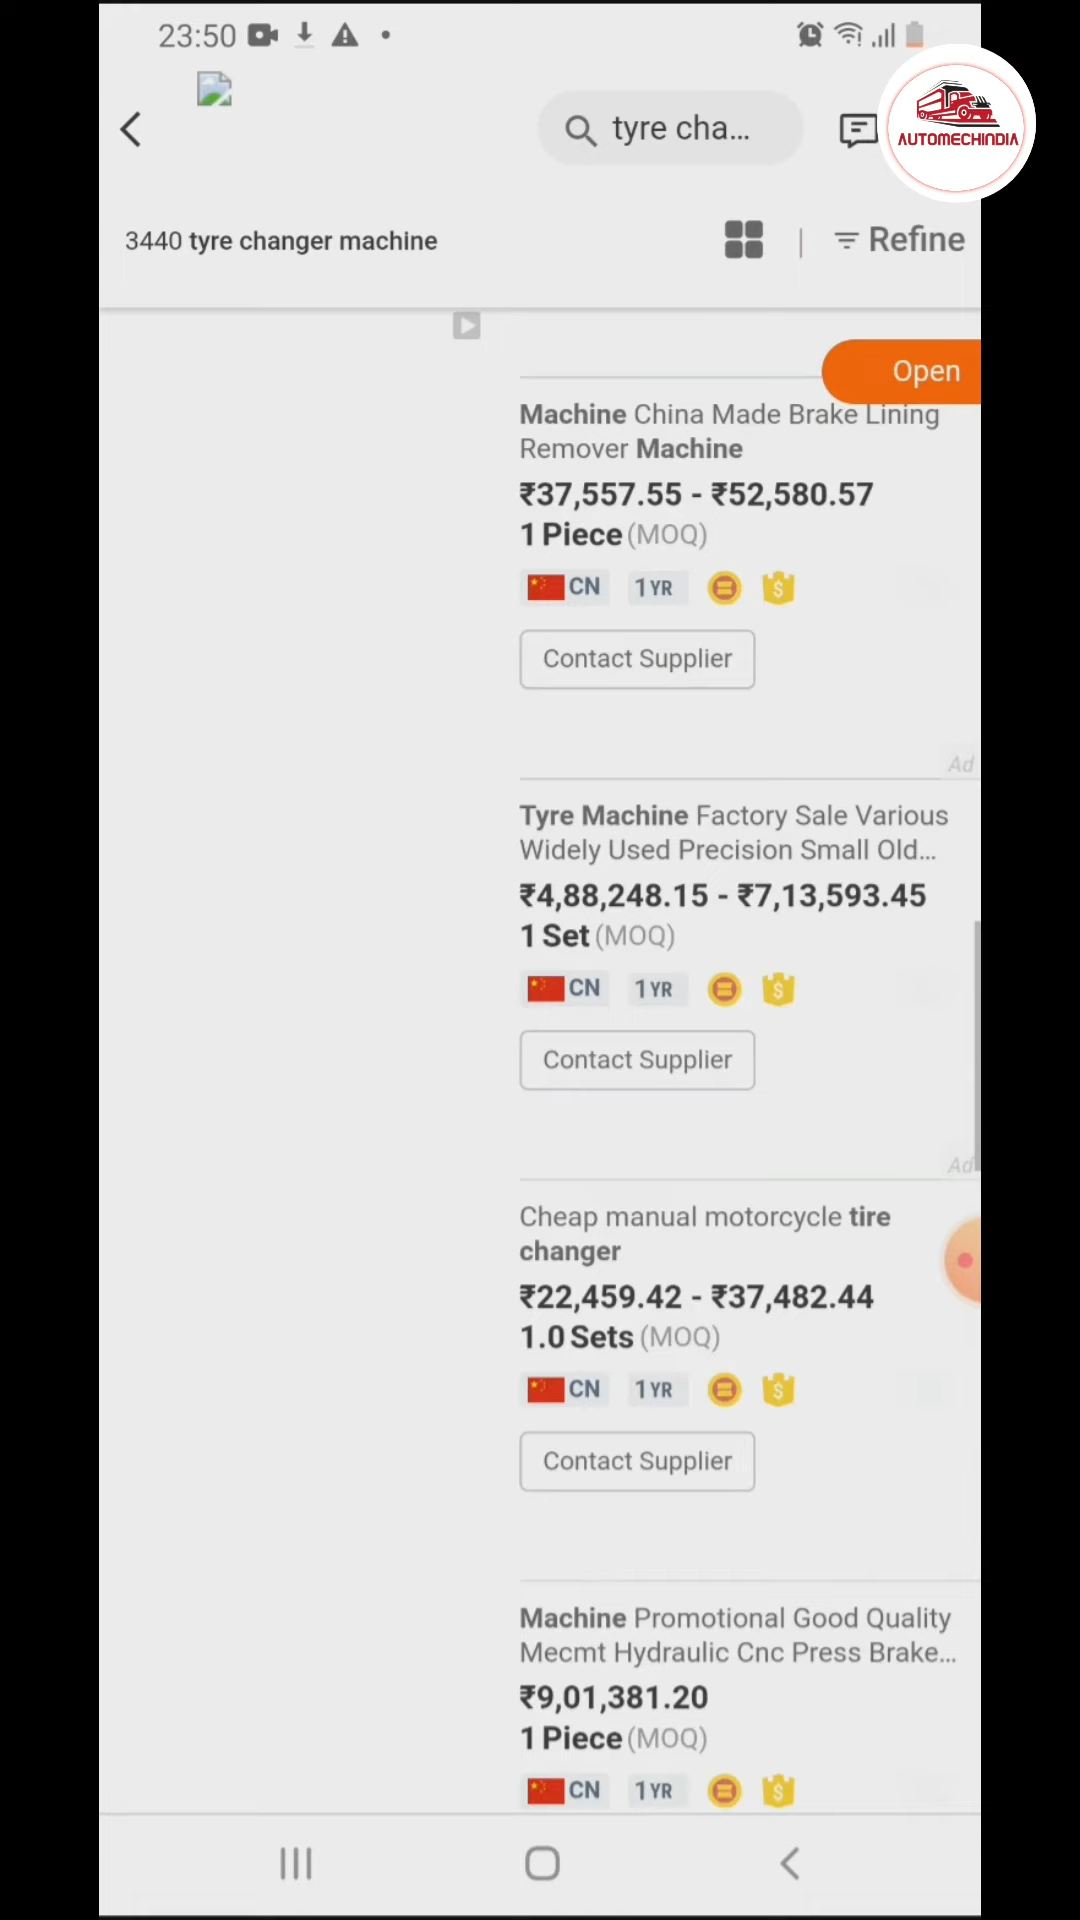 23:50
tyre cha...
AUTOMECHINDIA
3440 tyre changer machine
Refine
Open
Machine China Made Brake Lining
Remover Machine
₹37,557.55 - ₹52,580.57
1 Piece (MOQ)
CN 1 YR
Contact Supplier
Ad
Tyre Machine Factory Sale Various
Widely Used Precision Small Old...
₹4,88,248.15 - ₹7,13,593.45
1 Set (MOQ)
CN 1 YR
Contact Supplier
Ad
Cheap manual motorcycle tire
changer
₹22,459.42 - ₹37,482.44
1.0 Sets (MOQ)
CN 1 YR
Contact Supplier
Machine Promotional Good Quality
Mecmt Hydraulic Cnc Press Brake...
₹9,01,381.20
1 Piece (MOQ)
CN 1 YR